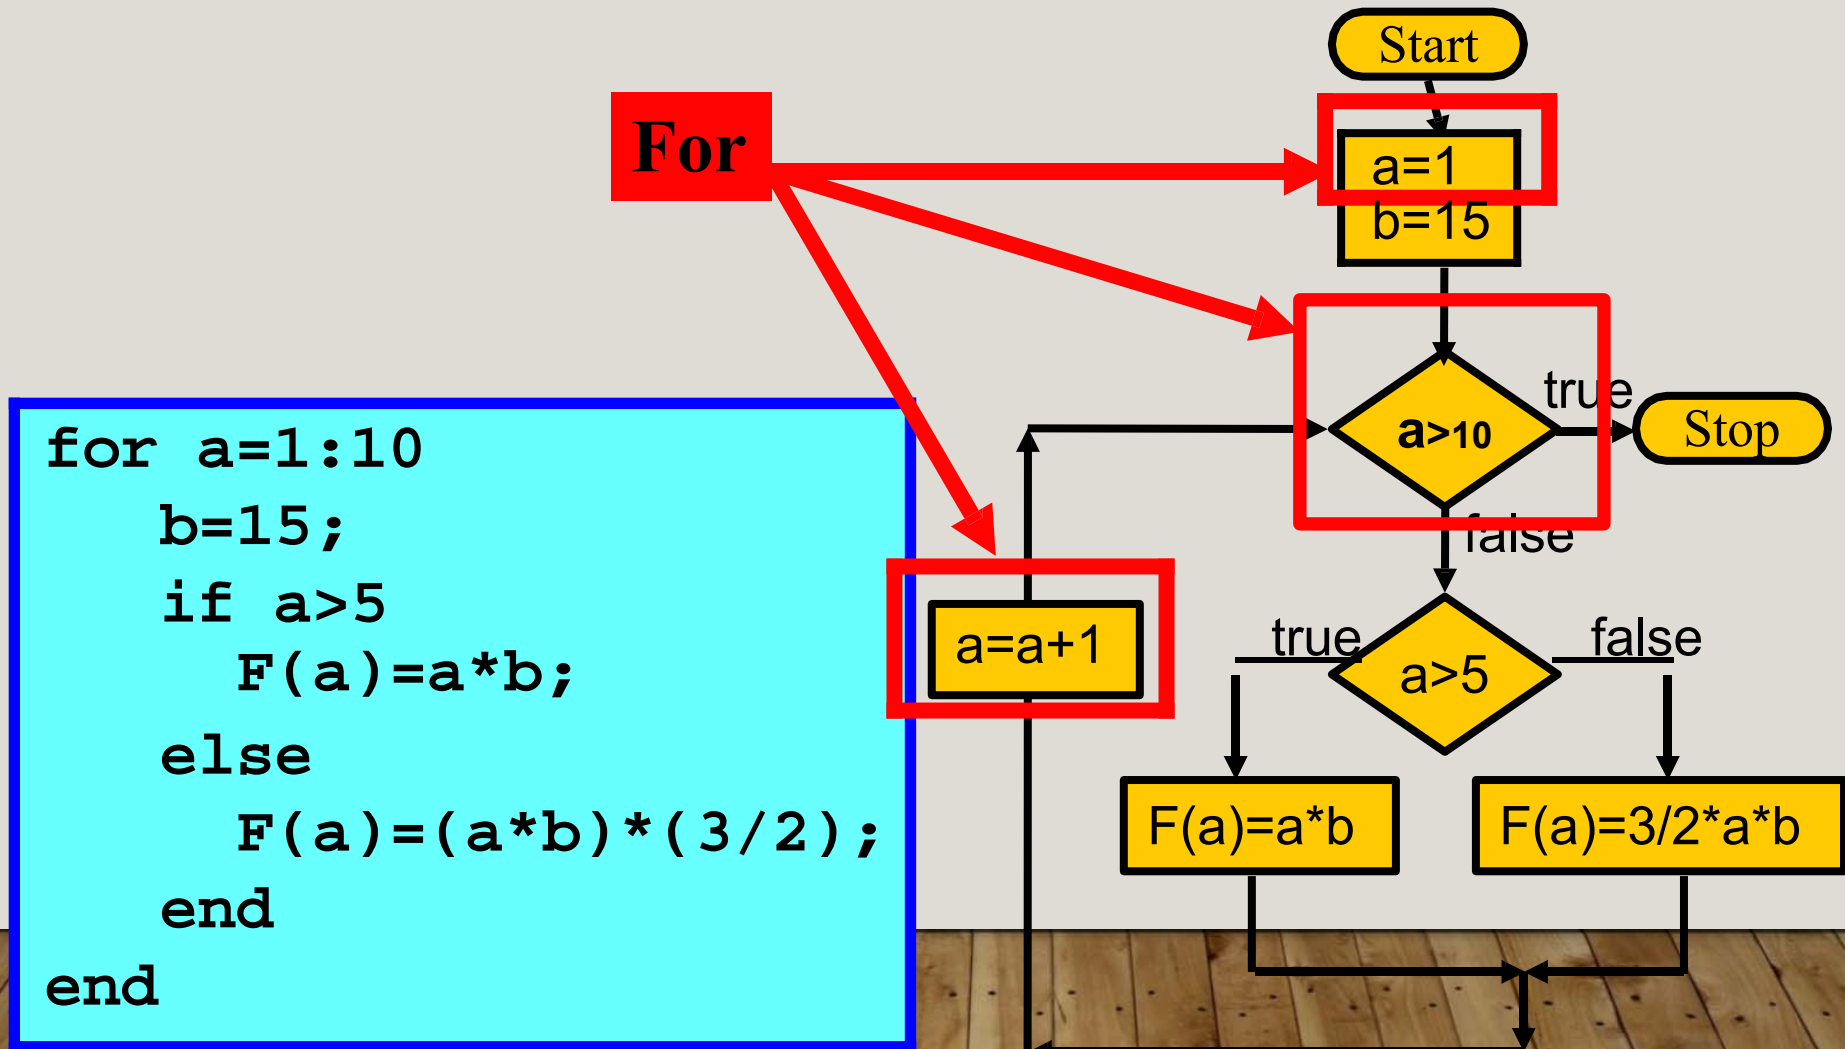 Start
For
a=1
b=15
true
a>10
Stop
false
for a=1:10
b=15;
if a>5
F(a)=a*b;
else
F(a)=(a*b)*(3/2);
end
end
a=a+1
true
false
a>5
F(a)=a*b
F(a)=3/2*a*b